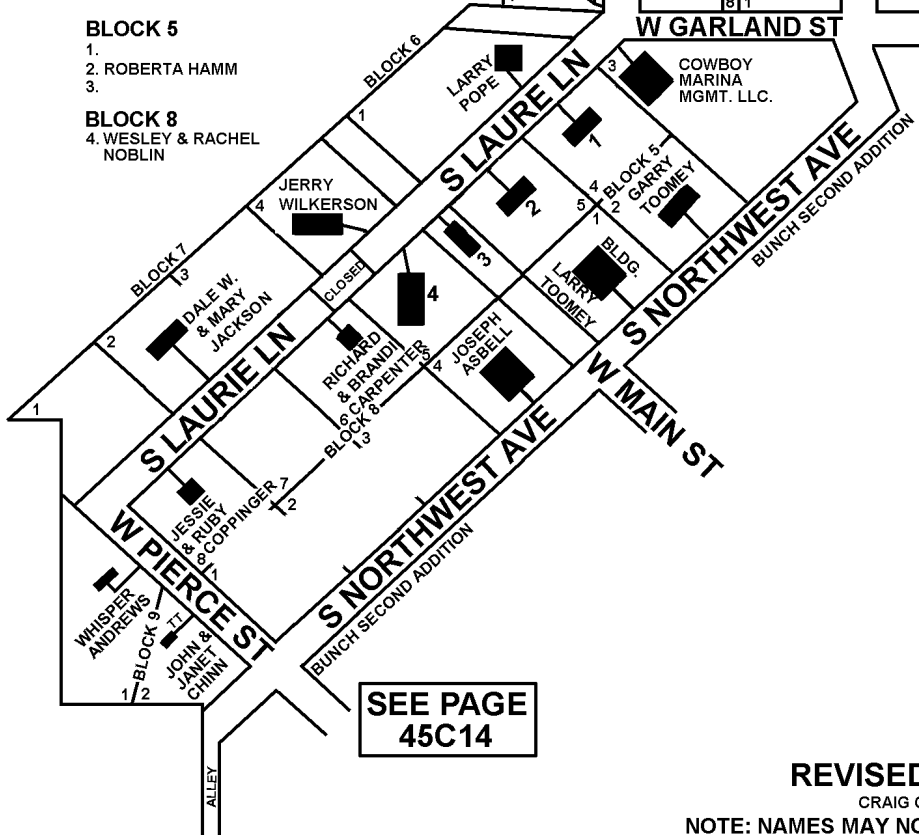 BLOCK 5
1.
2. ROBERTA HAMM
3.
BLOCK 8
4. WESLEY & RACHEL
NOBLIN
8 1
W GARLAND ST
BLOCK 6
LARRY
POPE
S LAURE LN
3
COWBOY
MARINA
MGMT. LLC.
1
1
BLOCK 5
GARRY
TOOMEY
4
5
1
2
2
3
JERRY
WILKERSON
4
BLOCK 7
3
CLOSED
4
BLDG.
LARRY
TOOMEY
S NORTHWEST AVE
BUNCH SECOND ADDITION
DALE W.
& MARY
JACKSON
2
1
S LAURIE LN
RICHARD
& BRANDI
CARPENTER
5
4
6
BLOCK 8
3
JOSEPH
ASBELL
W MAIN ST
S NORTHWEST AVE
BUNCH SECOND ADDITION
JESSIE
& RUBY
COPPINGER
7
2
8
1
W PIERCE ST
WHISPER
ANDREWS
BLOCK 9
TT
JOHN &
JANET
CHINN
1
2
SEE PAGE
45C14
ALLEY
REVISED
CRAIG
NOTE: NAMES MAY